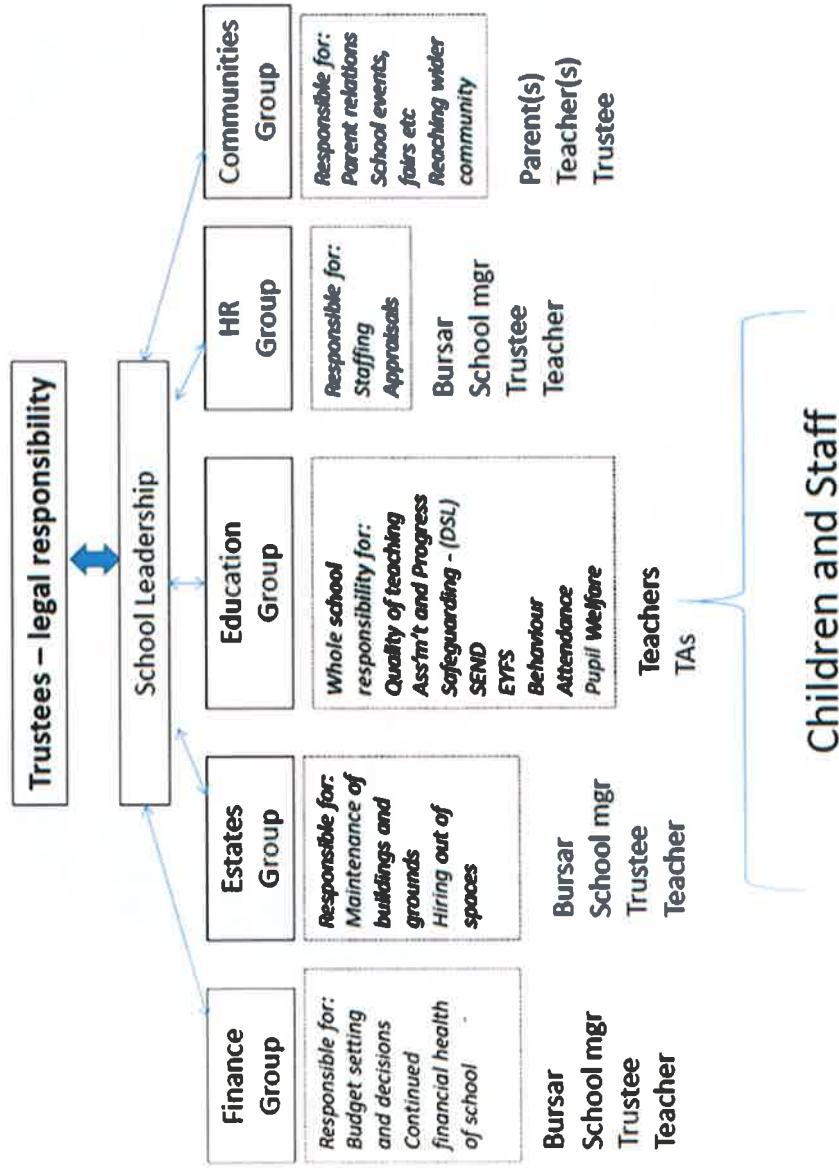 Trustees – legal responsibility
School Leadership
Finance
Group
Responsible for:
Budget setting
and decisions
Continued
financial health
of school
Bursar
School mgr
Trustee
Teacher
Estates
Group
Responsible for:
Maintenance of
buildings and
grounds
Hiring out of
spaces
Bursar
School mgr
Trustee
Teacher
Education
Group
Whole school
responsibility for:
Quality of teaching
Ass'm't and Progress
Safeguarding - (DSL)
SEND
EYFS
Behaviour
Attendance
Pupil Welfare
Teachers
TAs
HR
Group
Responsible for:
Staffing
Appraisals
Bursar
School mgr
Trustee
Teacher
Communities
Group
Responsible for:
Parent relations
School events,
fairs etc
Reaching wider
community
Parent(s)
Teacher(s)
Trustee
Children and Staff